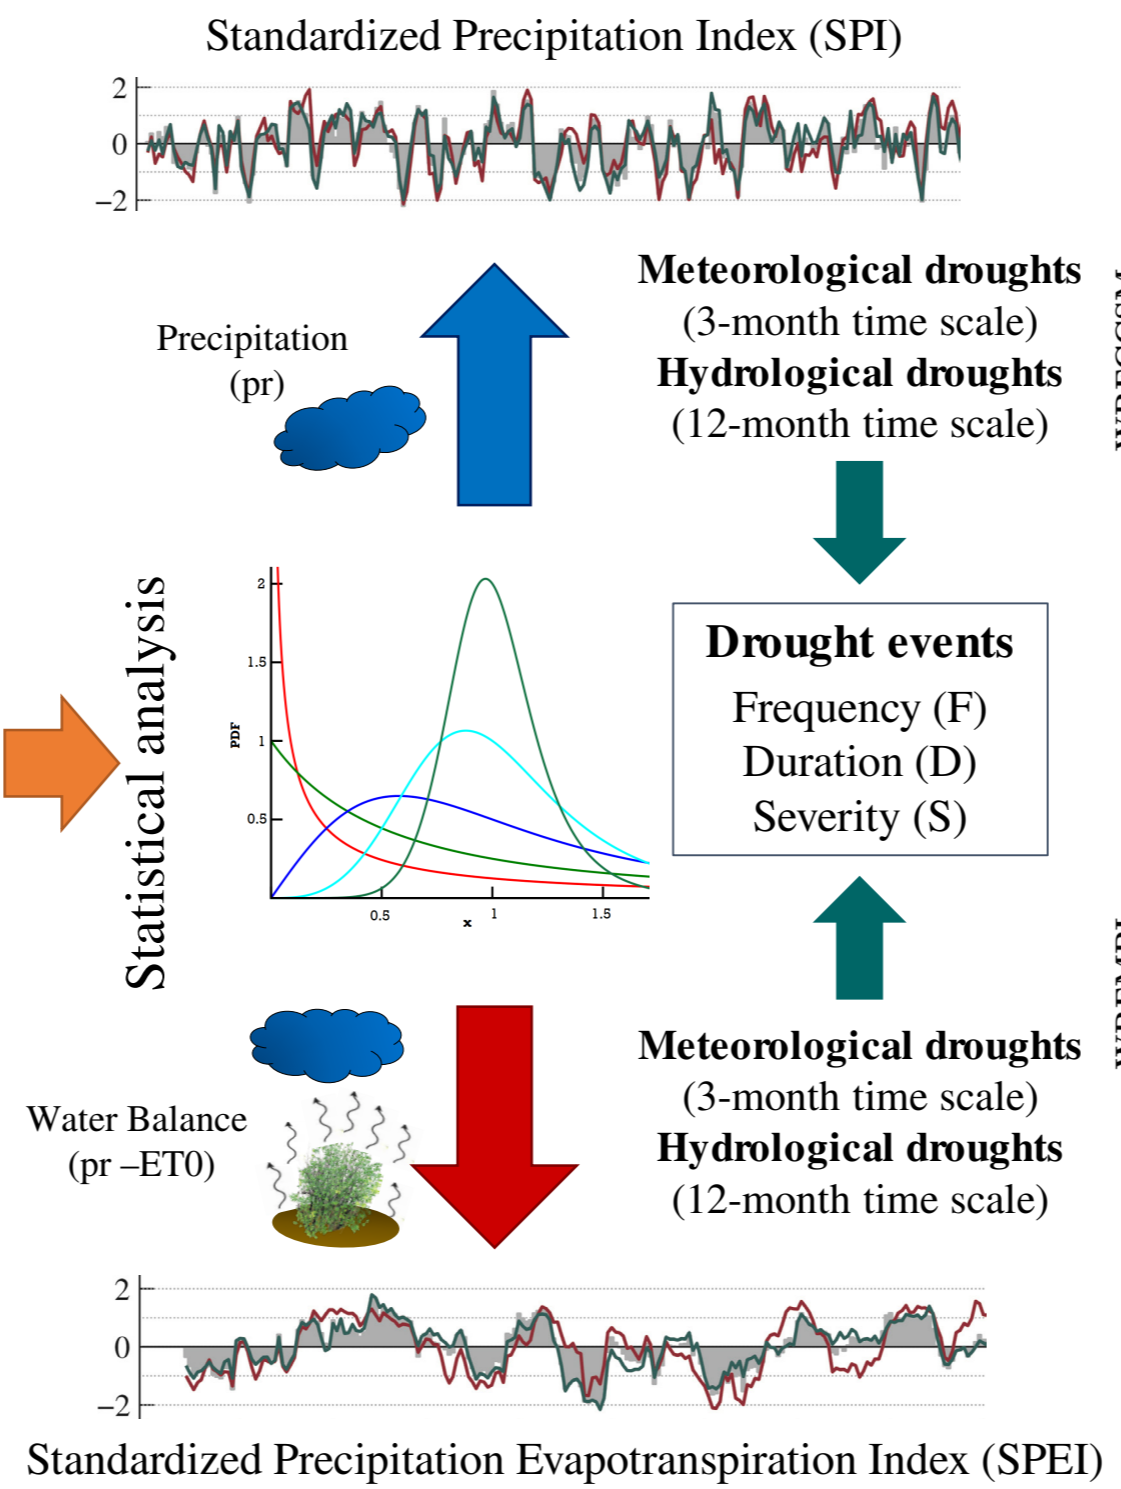 Standardized Precipitation Index (SPI)
2
0
−2
Precipitation
(pr)
Meteorological droughts
(3-month time scale)
Hydrological droughts
(12-month time scale)
Statistical analysis
2
1.5
1
0.5
PDF
0.5
1
1.5
x
Drought events
Frequency (F)
Duration (D)
Severity (S)
Water Balance
(pr –ET0)
Meteorological droughts
(3-month time scale)
Hydrological droughts
(12-month time scale)
2
0
−2
Standardized Precipitation Evapotranspiration Index (SPEI)